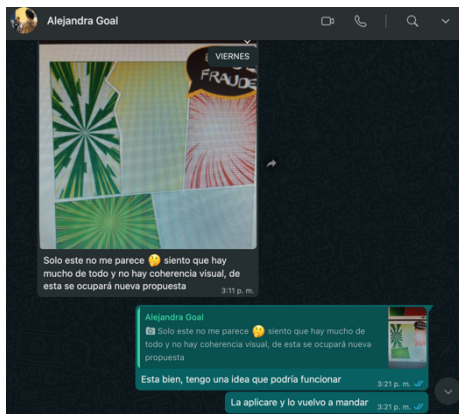 Alejandra Goal
VIERNES
FRAUDE
Solo este no me parece 🤔 siento que hay
mucho de todo y no hay coherencia visual, de
esta se ocupará nueva propuesta
3:11 p. m.
Alejandra Goal
Solo este no me parece 🤔 siento que hay mucho de
todo y no hay coherencia visual, de esta se ocupará nueva
propuesta
Esta bien, tengo una idea que podría funcionar
3:21 p. m.
La aplicare y lo vuelvo a mandar
3:21 p. m.